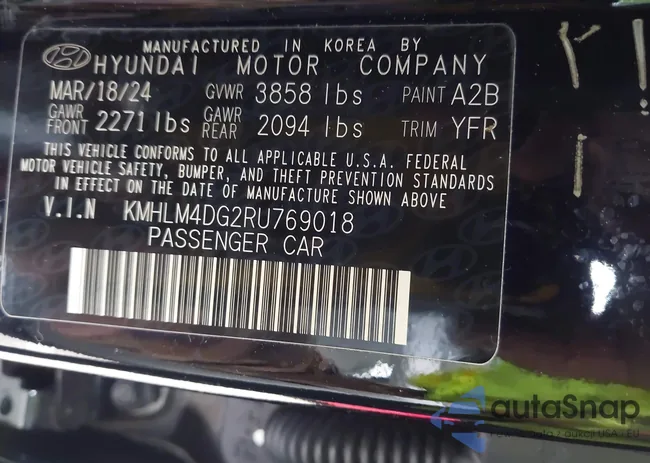 MANUFACTURED IN KOREA BY
HYUNDAI MOTOR COMPANY
MAR/18/24 GVWR 3858 lbs PAINT A2B
GAWR FRONT 2271 lbs GAWR REAR 2094 lbs TRIM YFR
THIS VEHICLE CONFORMS TO ALL APPLICABLE U.S.A. FEDERAL
MOTOR VEHICLE SAFETY, BUMPER, AND THEFT PREVENTION STANDARDS
IN EFFECT ON THE DATE OF MANUFACTURE SHOWN ABOVE
V.I.N KMHLM4DG2RU769018
PASSENGER CAR
autoSnap